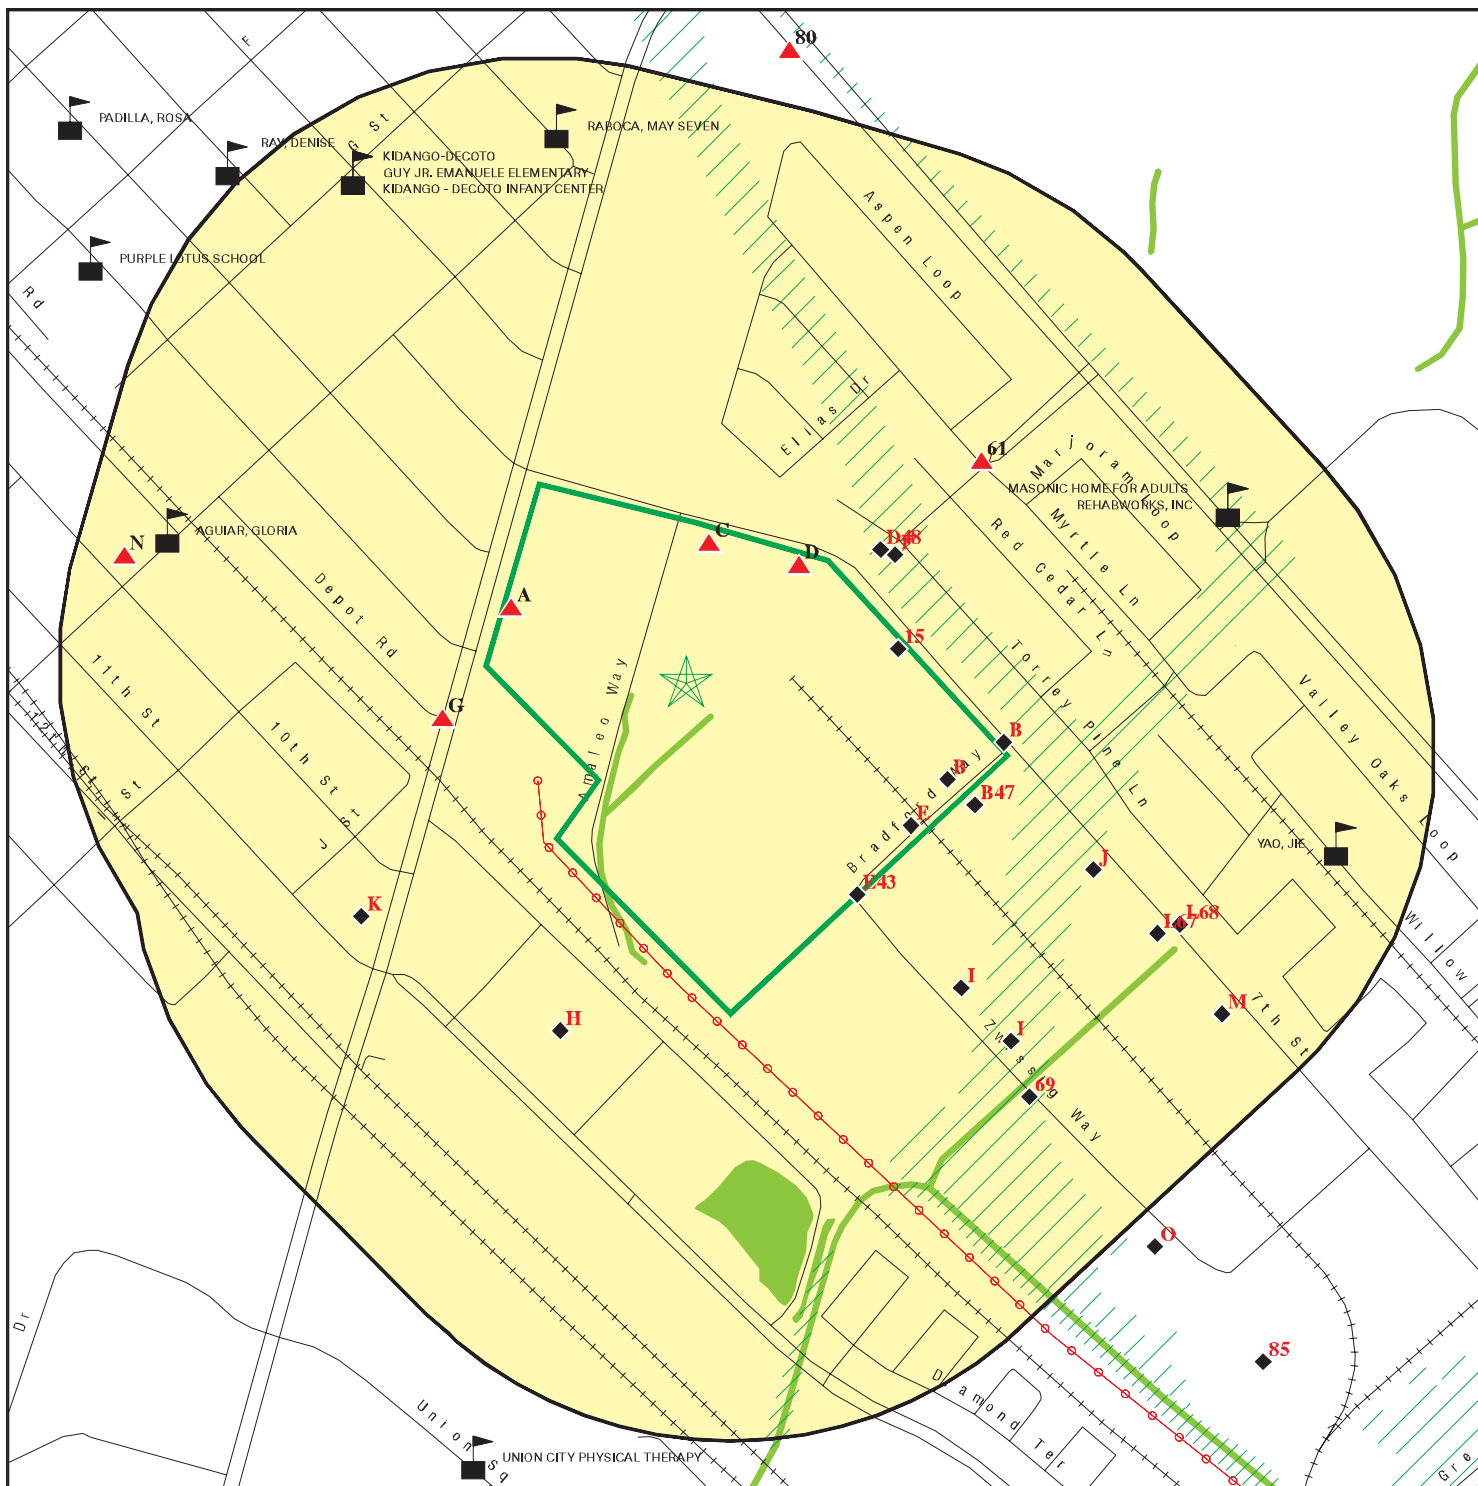 80
F
G St
PADILLA, ROSA
RAY, DENISE
RABOCA, MAY SEVEN
KIDANGO-DECOTO
GUY JR. EMANUELE ELEMENTARY
KIDANGO - DECOTO INFANT CENTER
Aspen Loop
PURPLE LOTUS SCHOOL
Rd
Elias Dr
61
Marjoram Loop
MASONIC HOME FOR ADULTS
REHABWORKS, INC
Myrtle Ln
Red Cedar Ln
N
AGUIAR, GLORIA
C
D
D48
A
Depot Rd
15
Torrey Pine Ln
11th St
Amaleo Way
Valley Oaks Loop
G
12th St
10th St
St
B
B
B47
Bradford Way
E
YAO, JIE
J
E43
K
L68
L67
Willow
I
7th St
M
H
I
Zwissig Way
69
O
Dr
85
Diamond Ter
Union Sq
UNION CITY PHYSICAL THERAPY
Gre